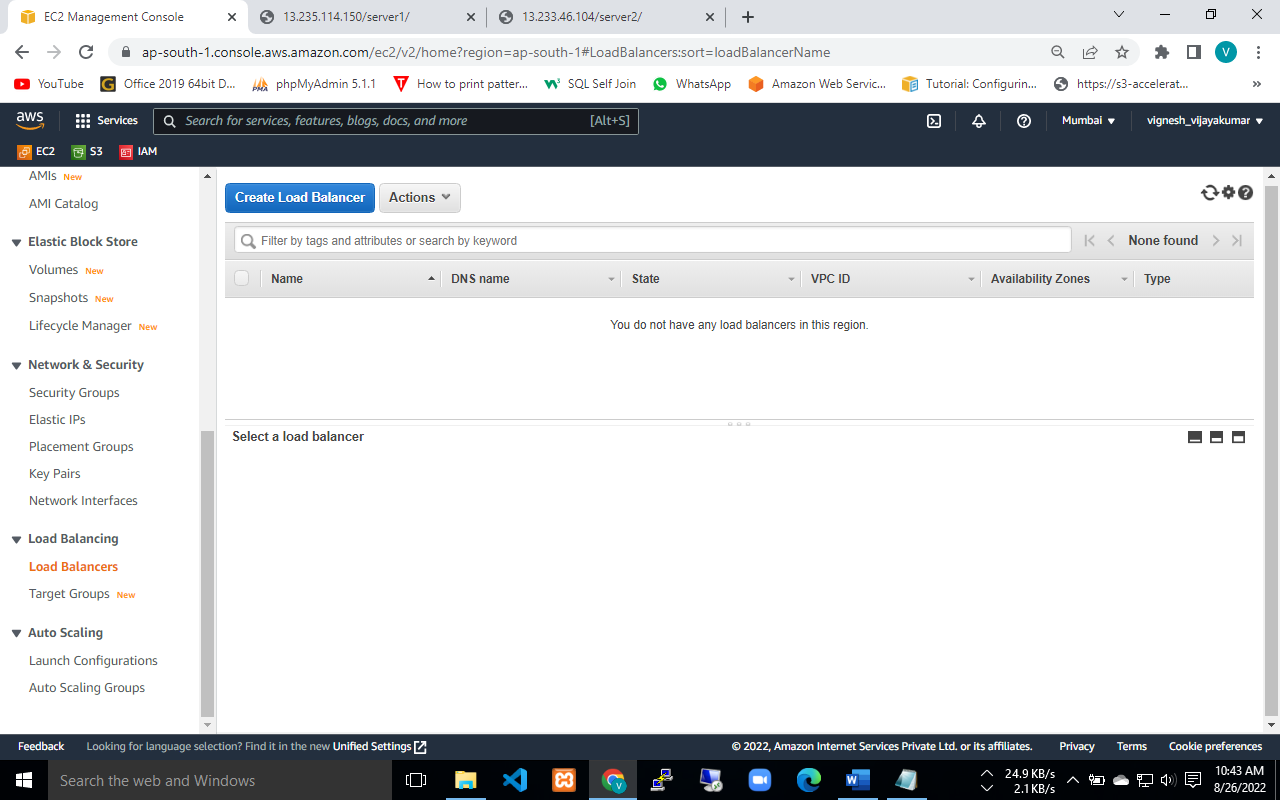 EC2 Management Console
13.235.114.150/server1/
13.233.46.104/server2/
ap-south-1.console.aws.amazon.com/ec2/v2/home?region=ap-south-1#LoadBalancers:sort=loadBalancerName
V
YouTube
Office 2019 64bit D...
phpMyAdmin 5.1.1
How to print patter...
SQL Self Join
WhatsApp
Amazon Web Servic...
Tutorial: Configurin...
https://s3-accelerat...
»
aws
Services
Search for services, features, blogs, docs, and more
[Alt+S]
Mumbai
vignesh_vijayakumar
EC2
S3
IAM
AMIs New
AMI Catalog
Elastic Block Store
Volumes New
Snapshots New
Lifecycle Manager New
Network & Security
Security Groups
Elastic IPs
Placement Groups
Key Pairs
Network Interfaces
Load Balancing
Load Balancers
Target Groups New
Auto Scaling
Launch Configurations
Auto Scaling Groups
Create Load Balancer
Actions
Filter by tags and attributes or search by keyword
None found
Name
DNS name
State
VPC ID
Availability Zones
Type
You do not have any load balancers in this region.
Select a load balancer
Feedback
Looking for language selection? Find it in the new Unified Settings
© 2022, Amazon Internet Services Private Ltd. or its affiliates.
Privacy
Terms
Cookie preferences
Search the web and Windows
24.9 KB/s
2.1 KB/s
10:43 AM
8/26/2022